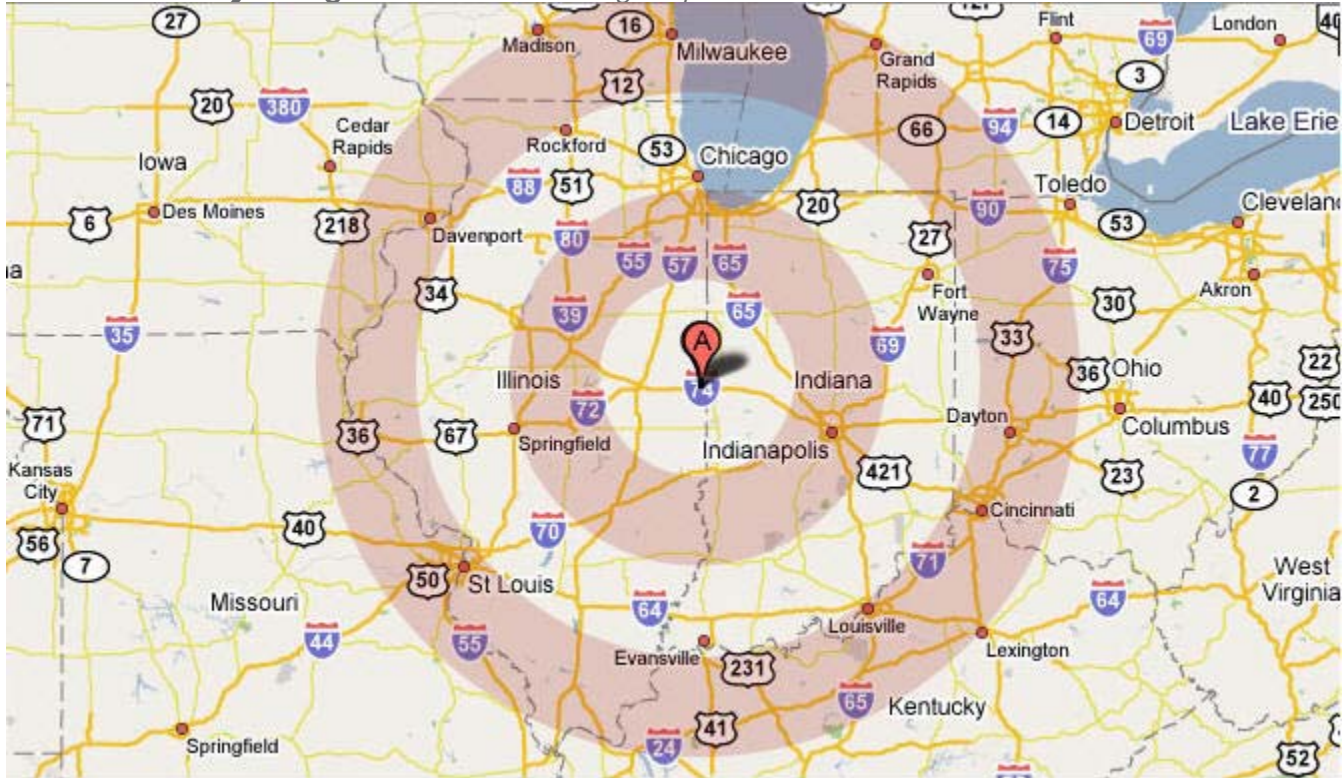 27
Madison
16
Milwaukee
Flint
London
69
12
Grand
Rapids
3
20
380
Cedar
Rapids
Rockford
53
Chicago
66
94
14
Detroit
Lake Erie
Iowa
88
51
Toledo
Des Moines
6
218
Davenport
80
20
90
53
Cleveland
27
55
57
65
75
Akron
34
39
65
Fort
Wayne
30
35
A
69
33
22
Illinois
74
Indiana
36
Ohio
72
40
250
71
36
67
Springfield
Indianapolis
Dayton
Columbus
77
Kansas
City
421
23
2
40
70
Cincinnati
56
7
50
St Louis
71
West
Virginia
Missouri
64
64
44
55
Louisville
Evansville
231
Lexington
65
Kentucky
Springfield
24
41
52